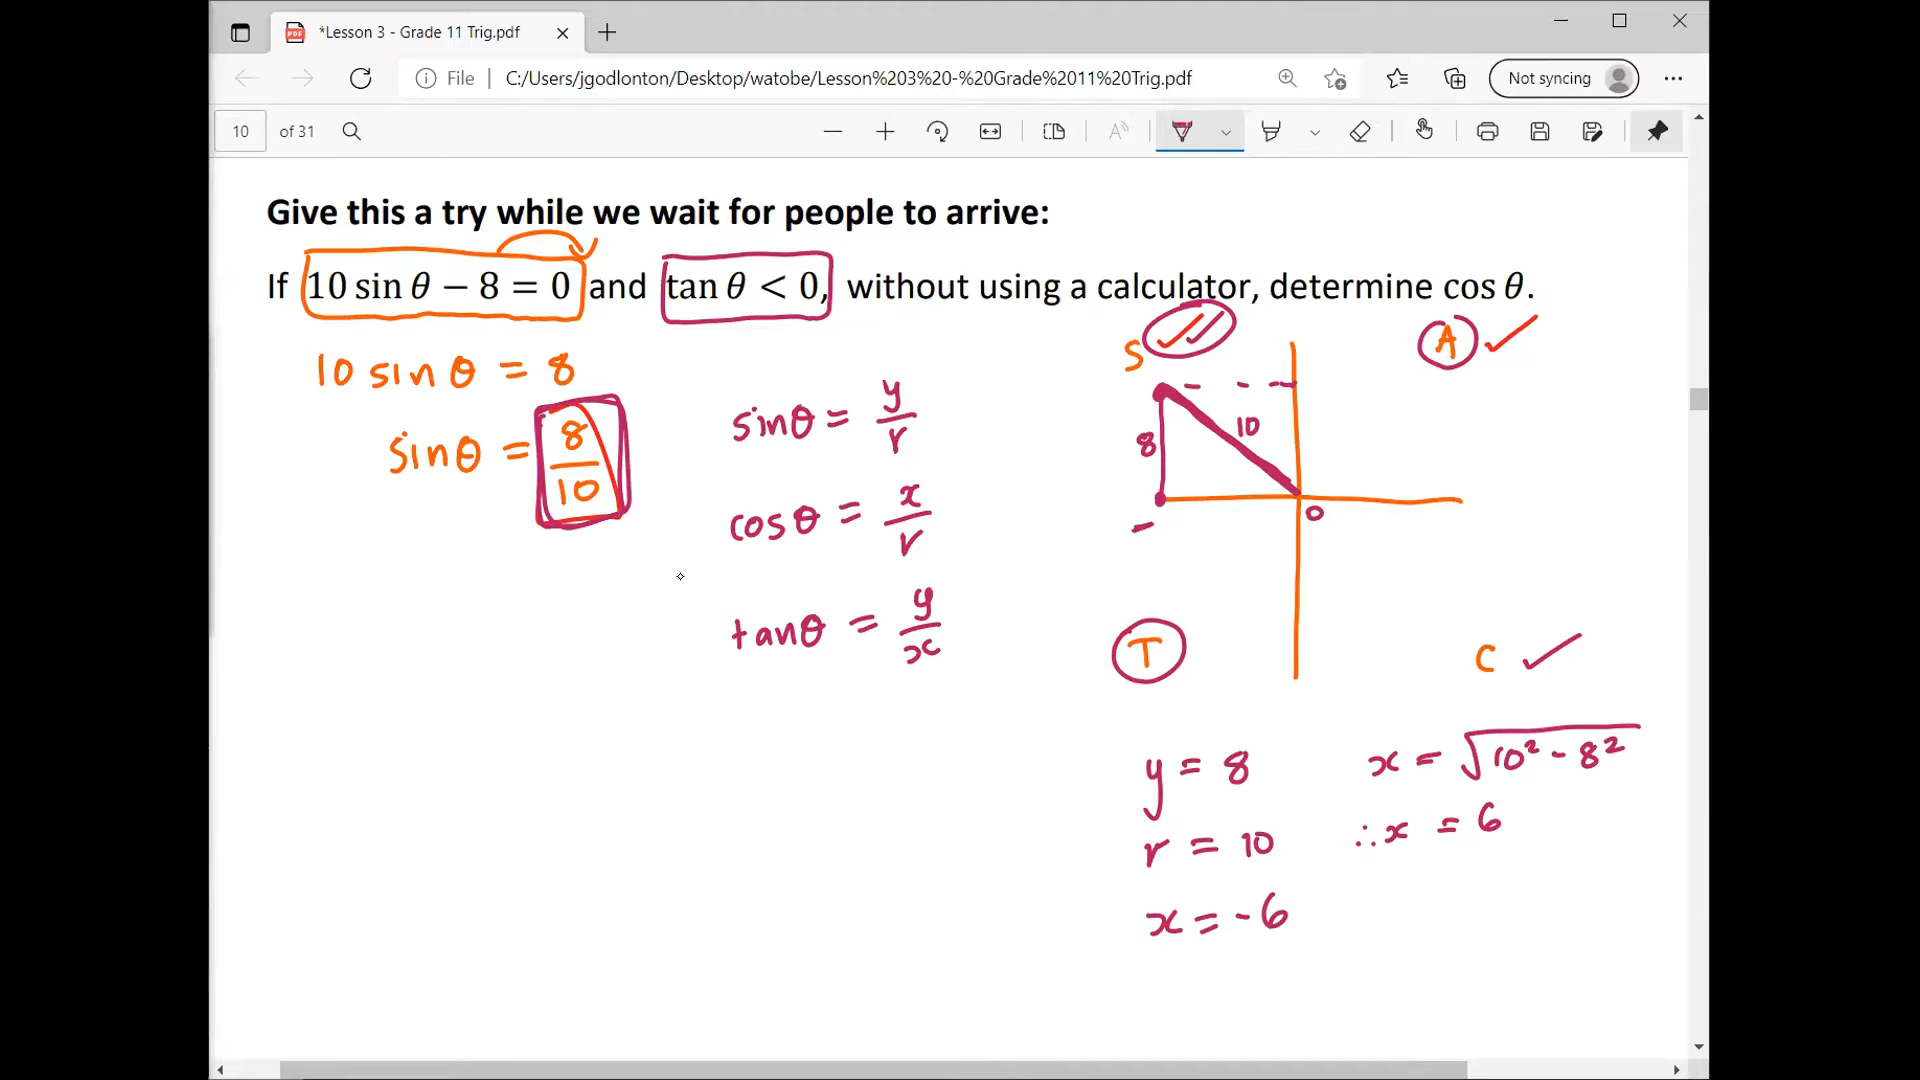 *Lesson 3 - Grade 11 Trig.pdf
File | C:/Users/jgodlonton/Desktop/watobe/Lesson%203%20-%20Grade%2011%20Trig.pdf
Not syncing
10 of 31
Give this a try while we wait for people to arrive:
If 10 sin θ − 8 = 0 and tan θ < 0, without using a calculator, determine cos θ.
10 sinθ = 8
sinθ = 8/10
sinθ = y/r
cosθ = x/r
tanθ = y/x
S
A
8
10
-
0
T
C
y = 8
r = 10
x = -6
x = √10² - 8²
∴x = 6